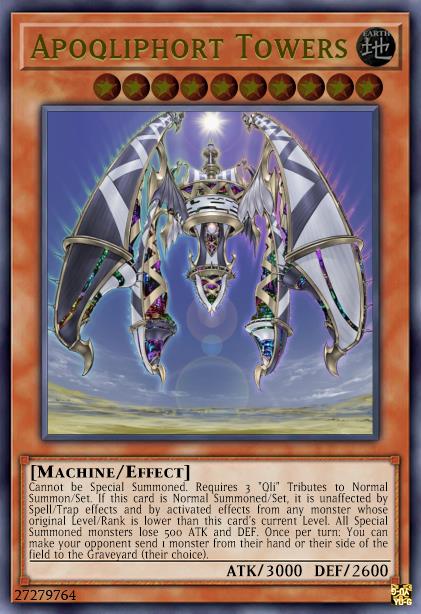 APOQLIPHORT TOWERS
EARTH
地
[MACHINE/EFFECT]
Cannot be Special Summoned. Requires 3 "Qli" Tributes to Normal
Summon/Set. If this card is Normal Summoned/Set, it is unaffected by
Spell/Trap effects and by activated effects from any monster whose
original Level/Rank is lower than this card's current Level. All Special
Summoned monsters lose 500 ATK and DEF. Once per turn: You can
make your opponent send 1 monster from their hand or their side of the
field to the Graveyard (their choice).
ATK/3000 DEF/2600
27279764